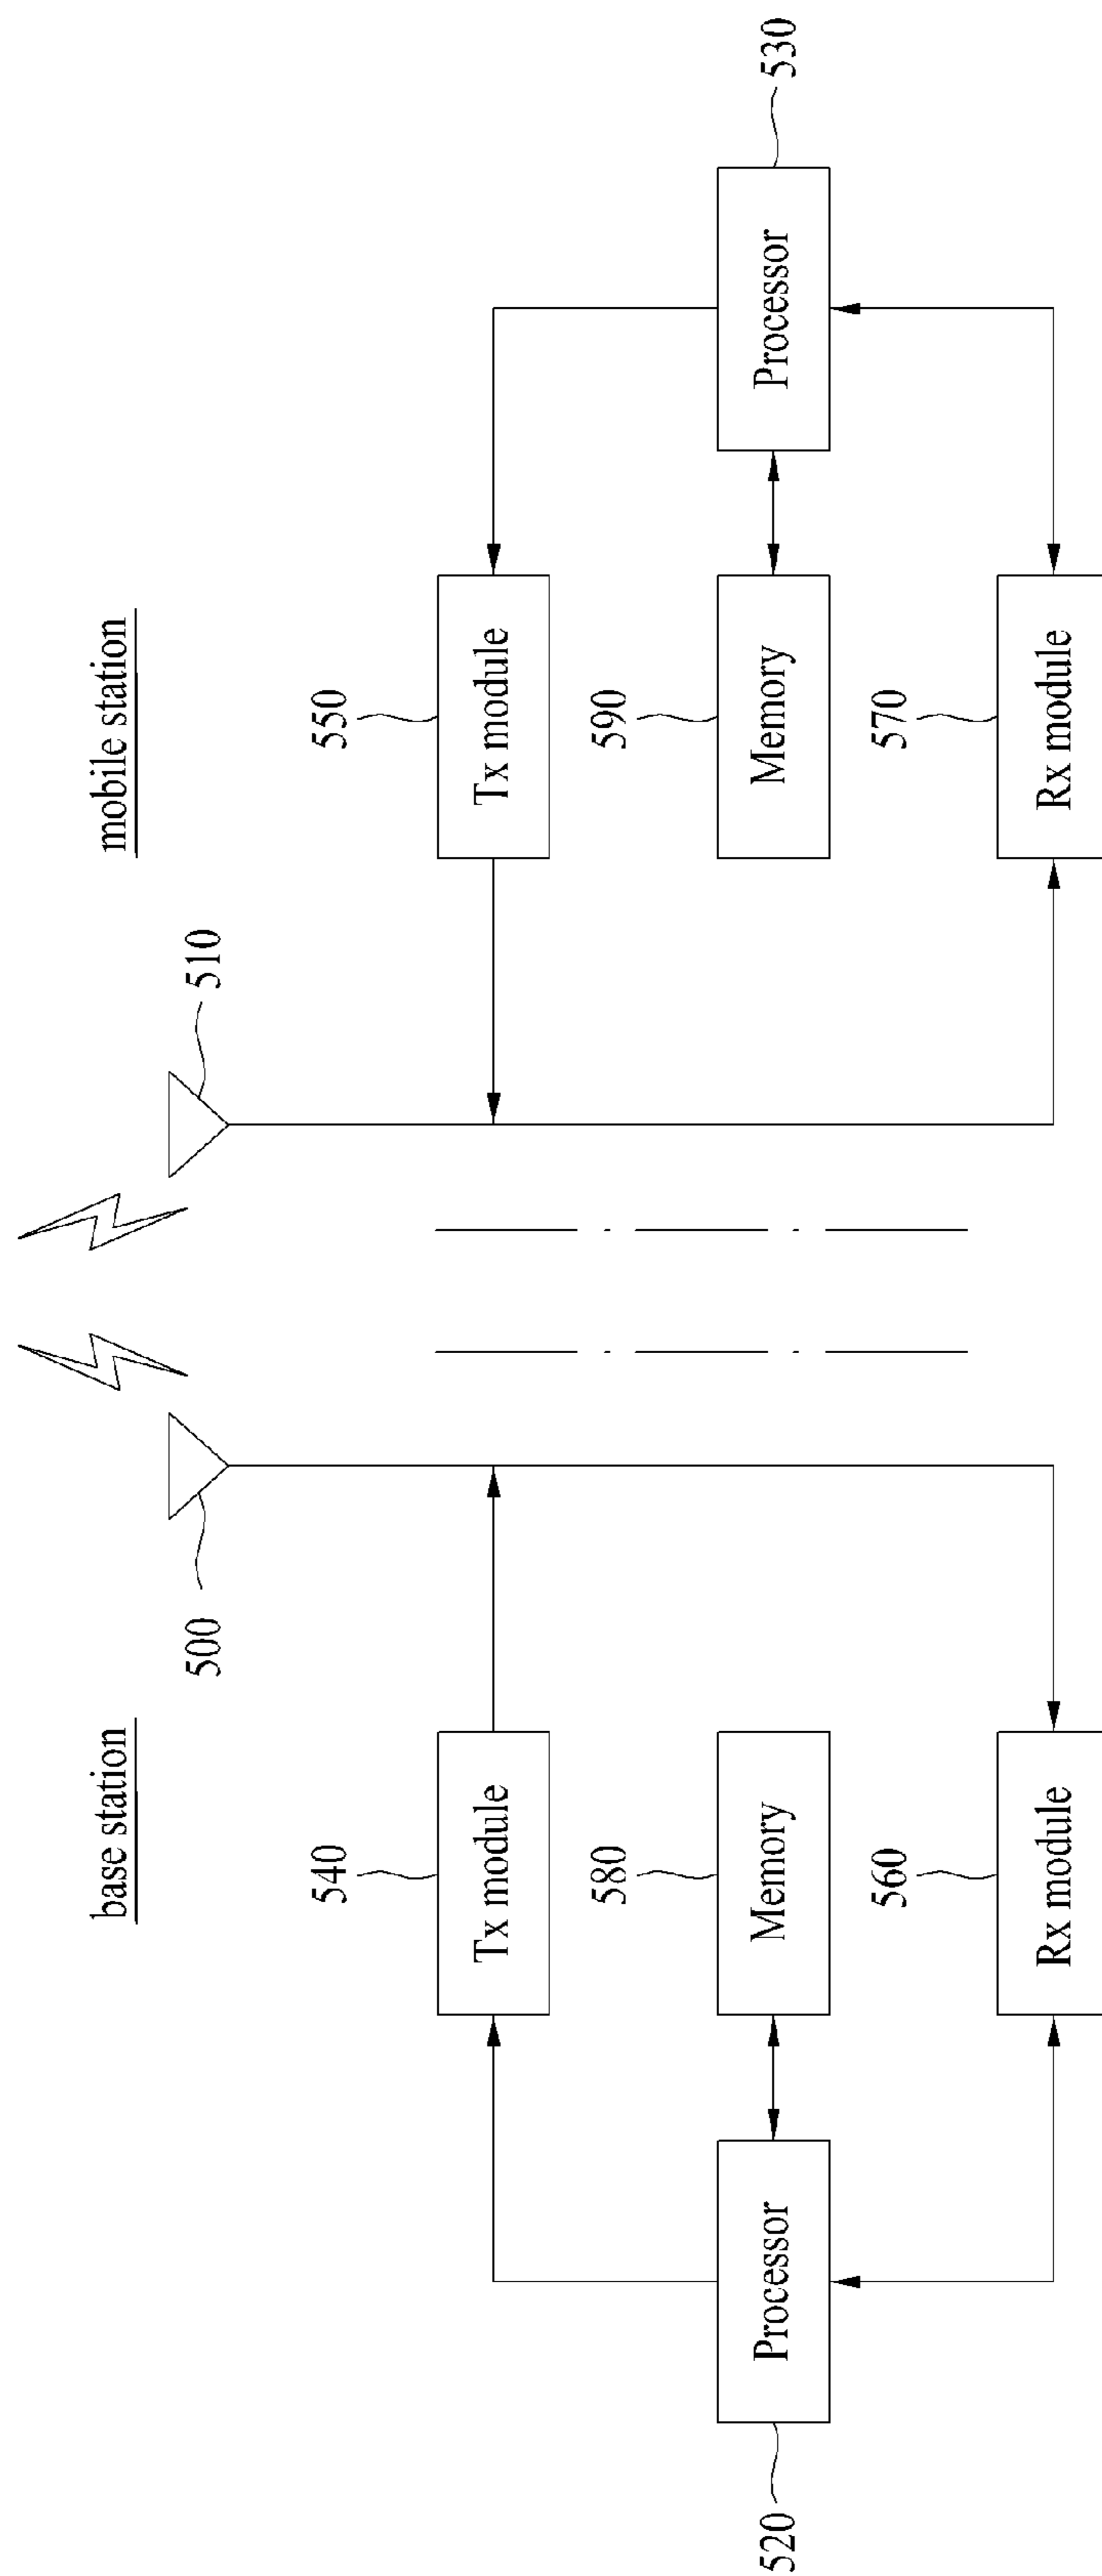 base station
mobile station
500
510
540
Tx module
550
Tx module
520
Processor
580
Memory
590
Memory
530
Processor
560
Rx module
570
Rx module